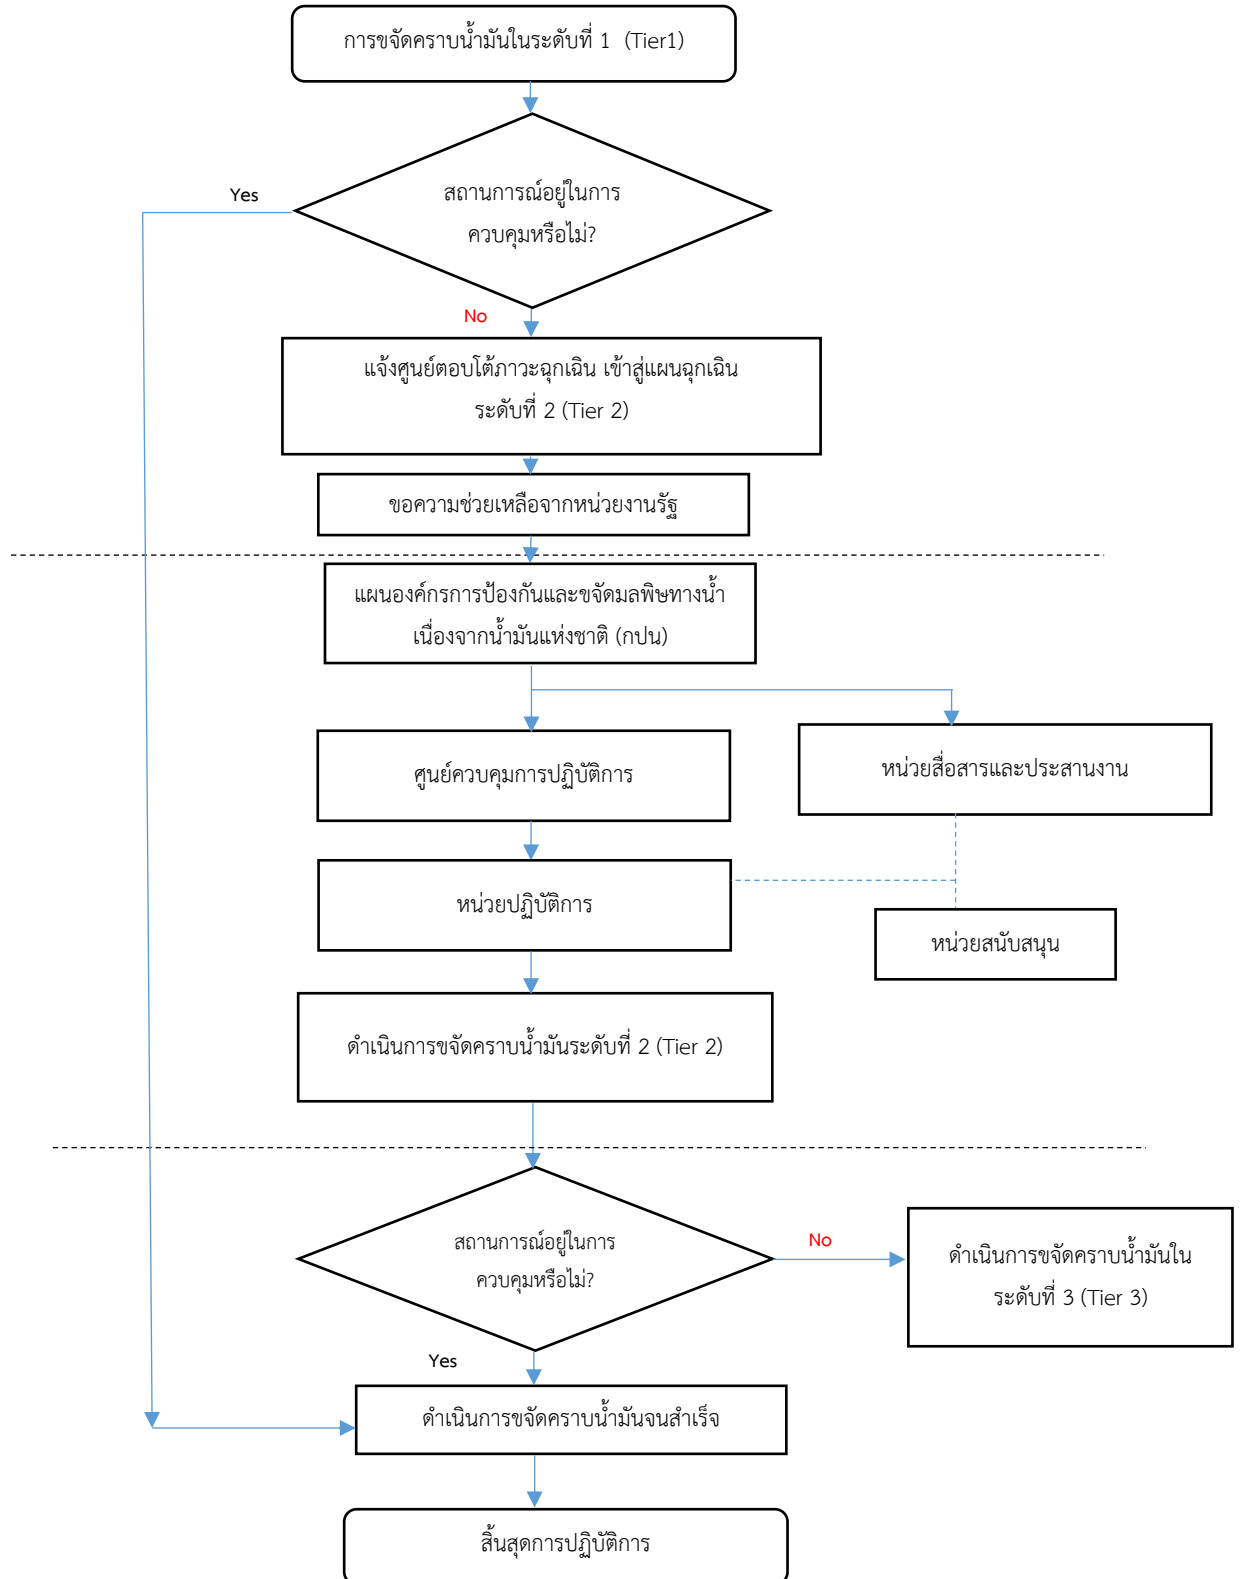 การขจัดคราบน้ำมันในระดับที่ 1 (Tier1)
Yes
สถานการณ์อยู่ในการ
ควบคุมหรือไม่?
No
แจ้งศูนย์ตอบโต้ภาวะฉุกเฉิน เข้าสู่แผนฉุกเฉิน
ระดับที่ 2 (Tier 2)
ขอความช่วยเหลือจากหน่วยงานรัฐ
แผนองค์กรการป้องกันและขจัดมลพิษทางน้ำ
เนื่องจากน้ำมันแห่งชาติ (กปน)
ศูนย์ควบคุมการปฏิบัติการ
หน่วยสื่อสารและประสานงาน
หน่วยปฏิบัติการ
หน่วยสนับสนุน
ดำเนินการขจัดคราบน้ำมันระดับที่ 2 (Tier 2)
สถานการณ์อยู่ในการ
ควบคุมหรือไม่?
No
ดำเนินการขจัดคราบน้ำมันใน
ระดับที่ 3 (Tier 3)
Yes
ดำเนินการขจัดคราบน้ำมันจนสำเร็จ
สิ้นสุดการปฏิบัติการ